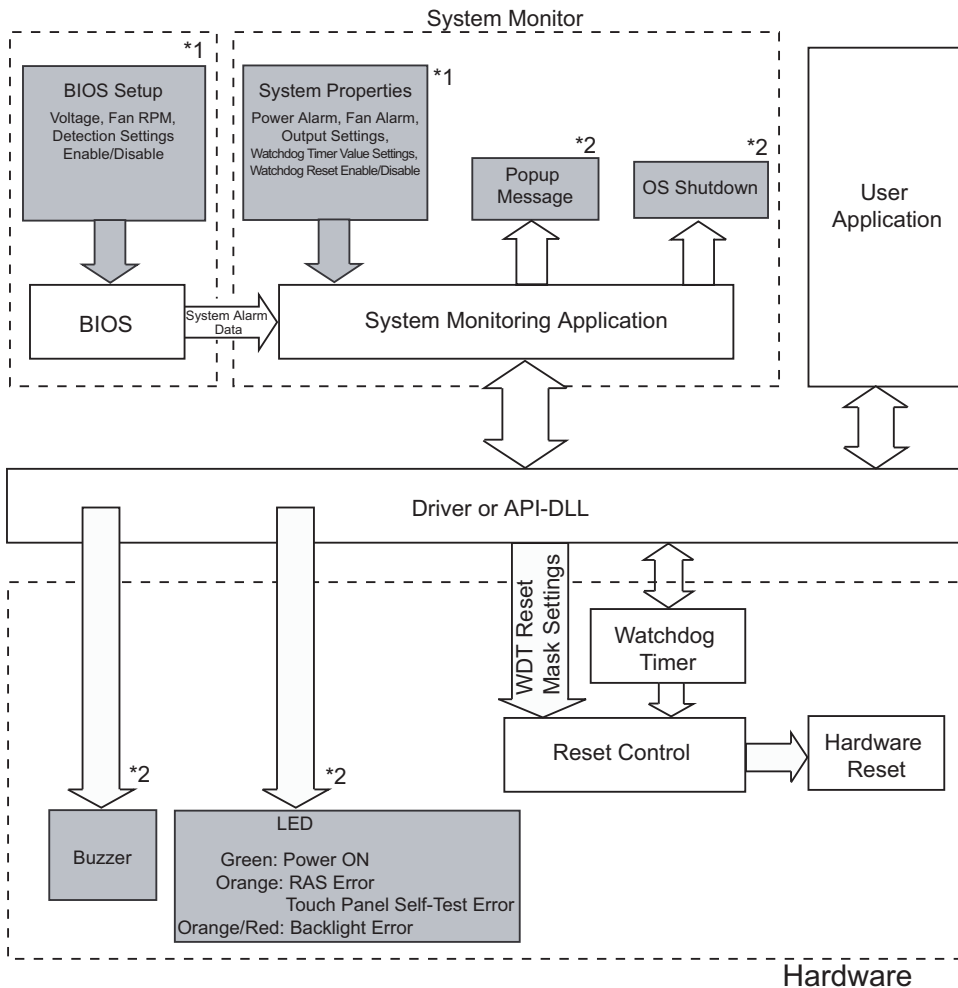 System Monitor
*1
BIOS Setup
Voltage, Fan RPM,
Detection Settings
Enable/Disable
*1
System Properties
Power Alarm, Fan Alarm,
Output Settings,
Watchdog Timer Value Settings,
Watchdog Reset Enable/Disable
*2
Popup
Message
*2
OS Shutdown
User
Application
BIOS
System Alarm
Data
System Monitoring Application
Driver or API-DLL
WDT Reset
Mask Settings
Watchdog
Timer
Reset Control
Hardware
Reset
*2
Buzzer
*2
LED
Green: Power ON
Orange: RAS Error
Touch Panel Self-Test Error
Orange/Red: Backlight Error
Hardware